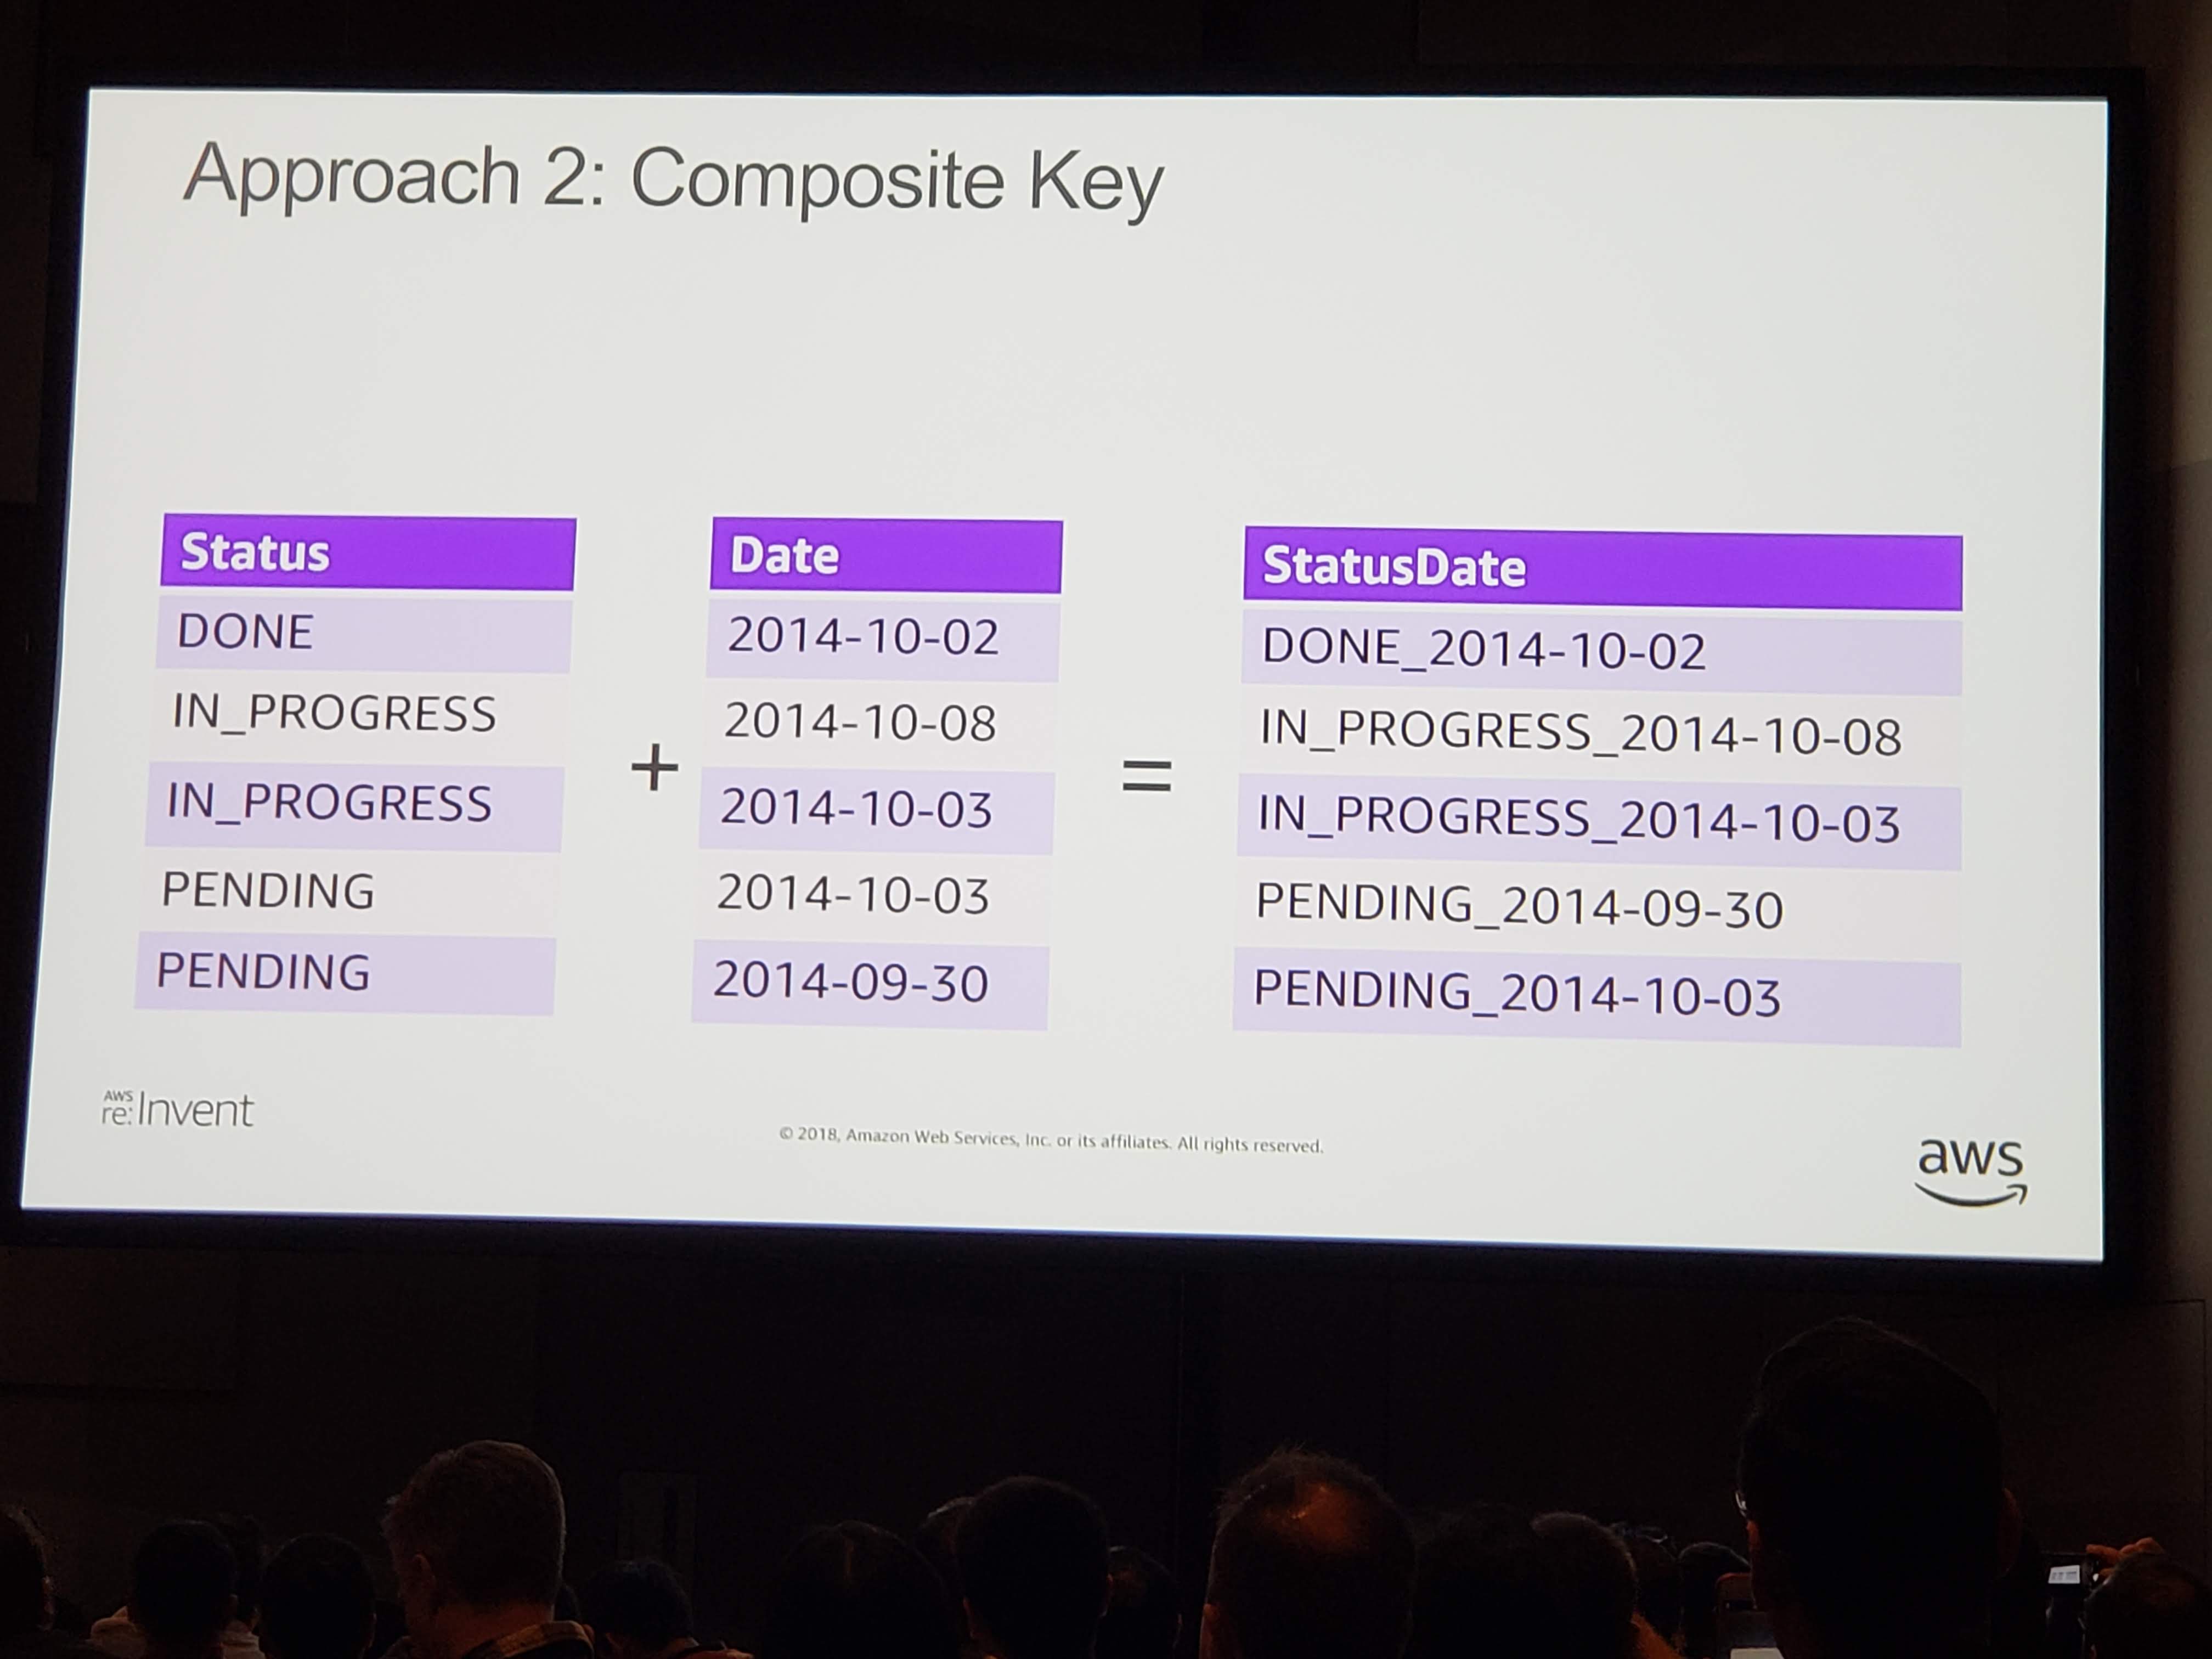 Approach 2: Composite Key
Status Date StatusDate
DONE 2014-10-02 DONE_2014-10-02
IN_PROGRESS 2014-10-08 IN_PROGRESS_2014-10-08
+ =
IN_PROGRESS 2014-10-03 IN_PROGRESS_2014-10-03
PENDING 2014-10-03 PENDING_2014-09-30
PENDING 2014-09-30 PENDING_2014-10-03
AWS
re:Invent
© 2018, Amazon Web Services, Inc. or its affiliates. All rights reserved.
aws